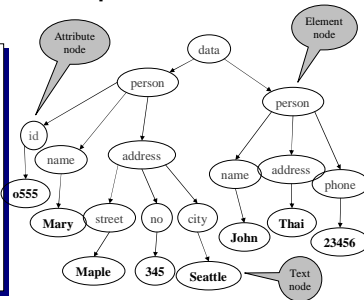 Attribute
node
Element
node
data
person
person
id
name
address
name
address
phone
o555
Mary
street
no
city
John
Thai
23456
Maple
345
Seattle
Text
node